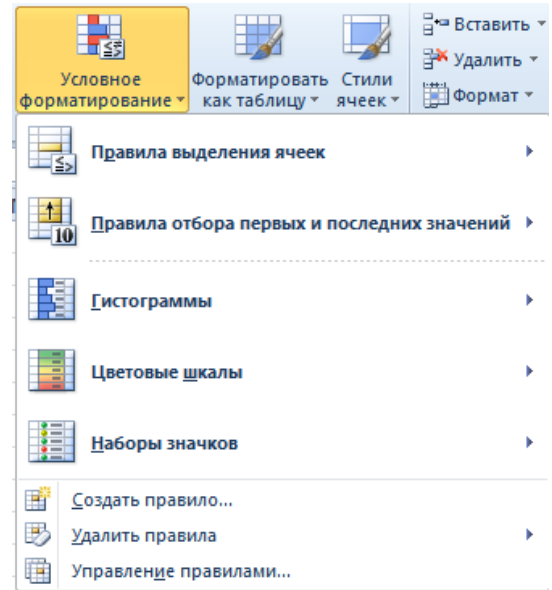 Условное форматирование
Форматировать как таблицу
Стили ячеек
Вставить
Удалить
Формат
Правила выделения ячеек
Правила отбора первых и последних значений
10
Гистограммы
Цветовые шкалы
Наборы значков
Создать правило...
Удалить правила
Управление правилами...